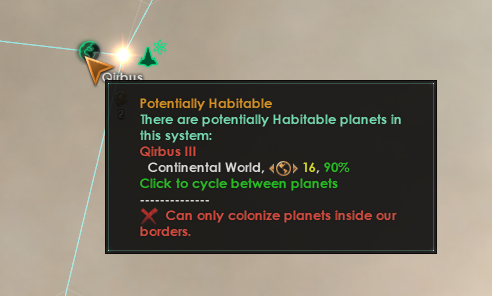 Qirbus
Potentially Habitable
There are potentially Habitable planets in
this system:
Qirbus III
Continental World, 16, 90%
Click to cycle between planets
--------------
Can only colonize planets inside our
borders.